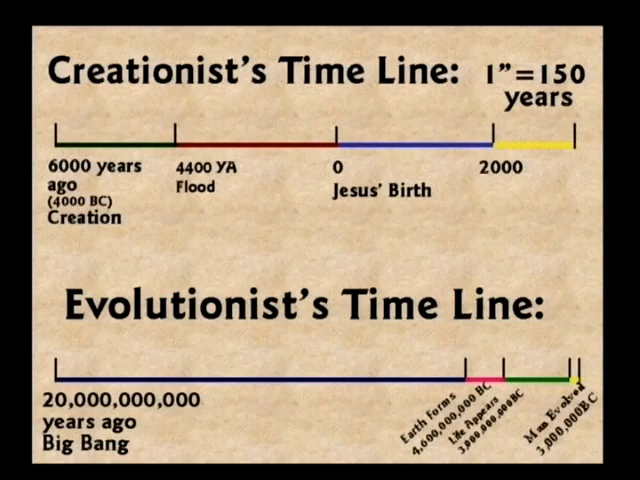 Creationist's Time Line: 1"=150
years
6000 years
ago
(4000 BC)
Creation
4400 YA
Flood
0
Jesus' Birth
2000
Evolutionist's Time Line:
20,000,000,000
years ago
Big Bang
Earth Forms
4,600,000,000 BC
Life Appears
3,900,000,000BC
Man Evolved
3,000,000BC